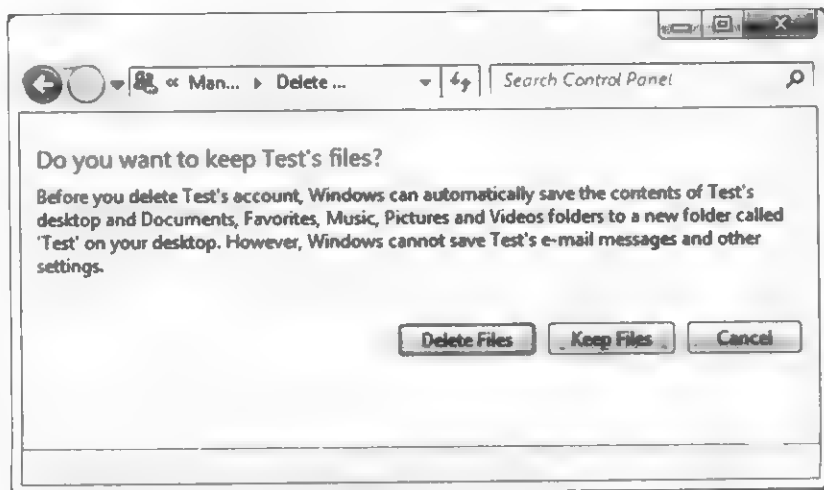 « Man... ▸ Delete ...
Search Control Panel
Do you want to keep Test's files?
Before you delete Test's account, Windows can automatically save the contents of Test's
desktop and Documents, Favorites, Music, Pictures and Videos folders to a new folder called
'Test' on your desktop. However, Windows cannot save Test's e-mail messages and other
settings.
Delete Files
Keep Files
Cancel